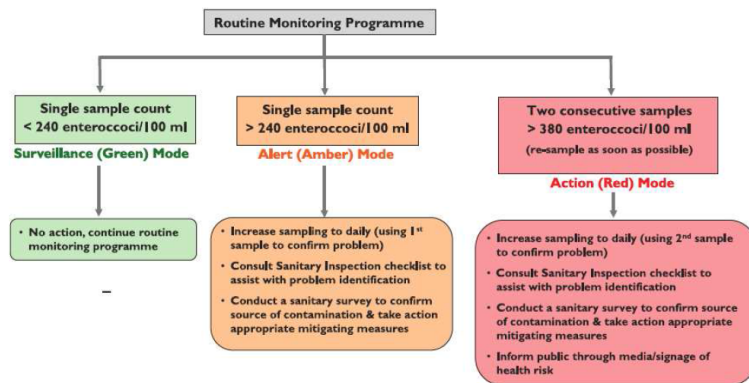 Routine Monitoring Programme
Single sample count
< 240 enteroccoci/100 ml
Surveillance (Green) Mode
• No action, continue routine
monitoring programme
–
Single sample count
> 240 enteroccoci/100 ml
Alert (Amber) Mode
• Increase sampling to daily (using 1st
sample to confirm problem)
• Consult Sanitary Inspection checklist to
assist with problem identification
• Conduct a sanitary survey to confirm
source of contamination & take action
appropriate mitigating measures
Two consecutive samples
> 380 enteroccoci/100 ml
(re-sample as soon as possible)
Action (Red) Mode
• Increase sampling to daily (using 2nd sample
to confirm problem)
• Consult Sanitary Inspection checklist to
assist with problem identification
• Conduct a sanitary survey to confirm source
of contamination & take action appropriate
mitigating measures
• Inform public through media/signage of
health risk